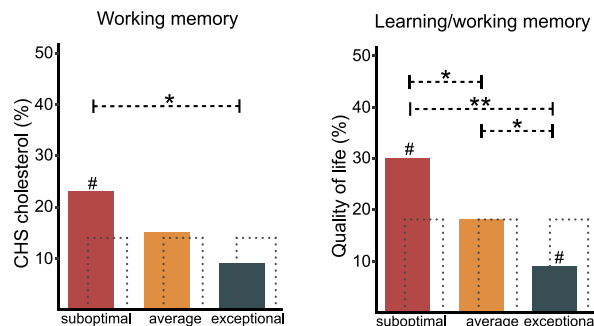 Working memory
CHS cholesterol (%)
50
40
30
20
10
*
#
suboptimal average exceptional
Learning/working memory
Quality of life (%)
50
40
30
20
10
*
**
*
#
#
suboptimal average exceptional